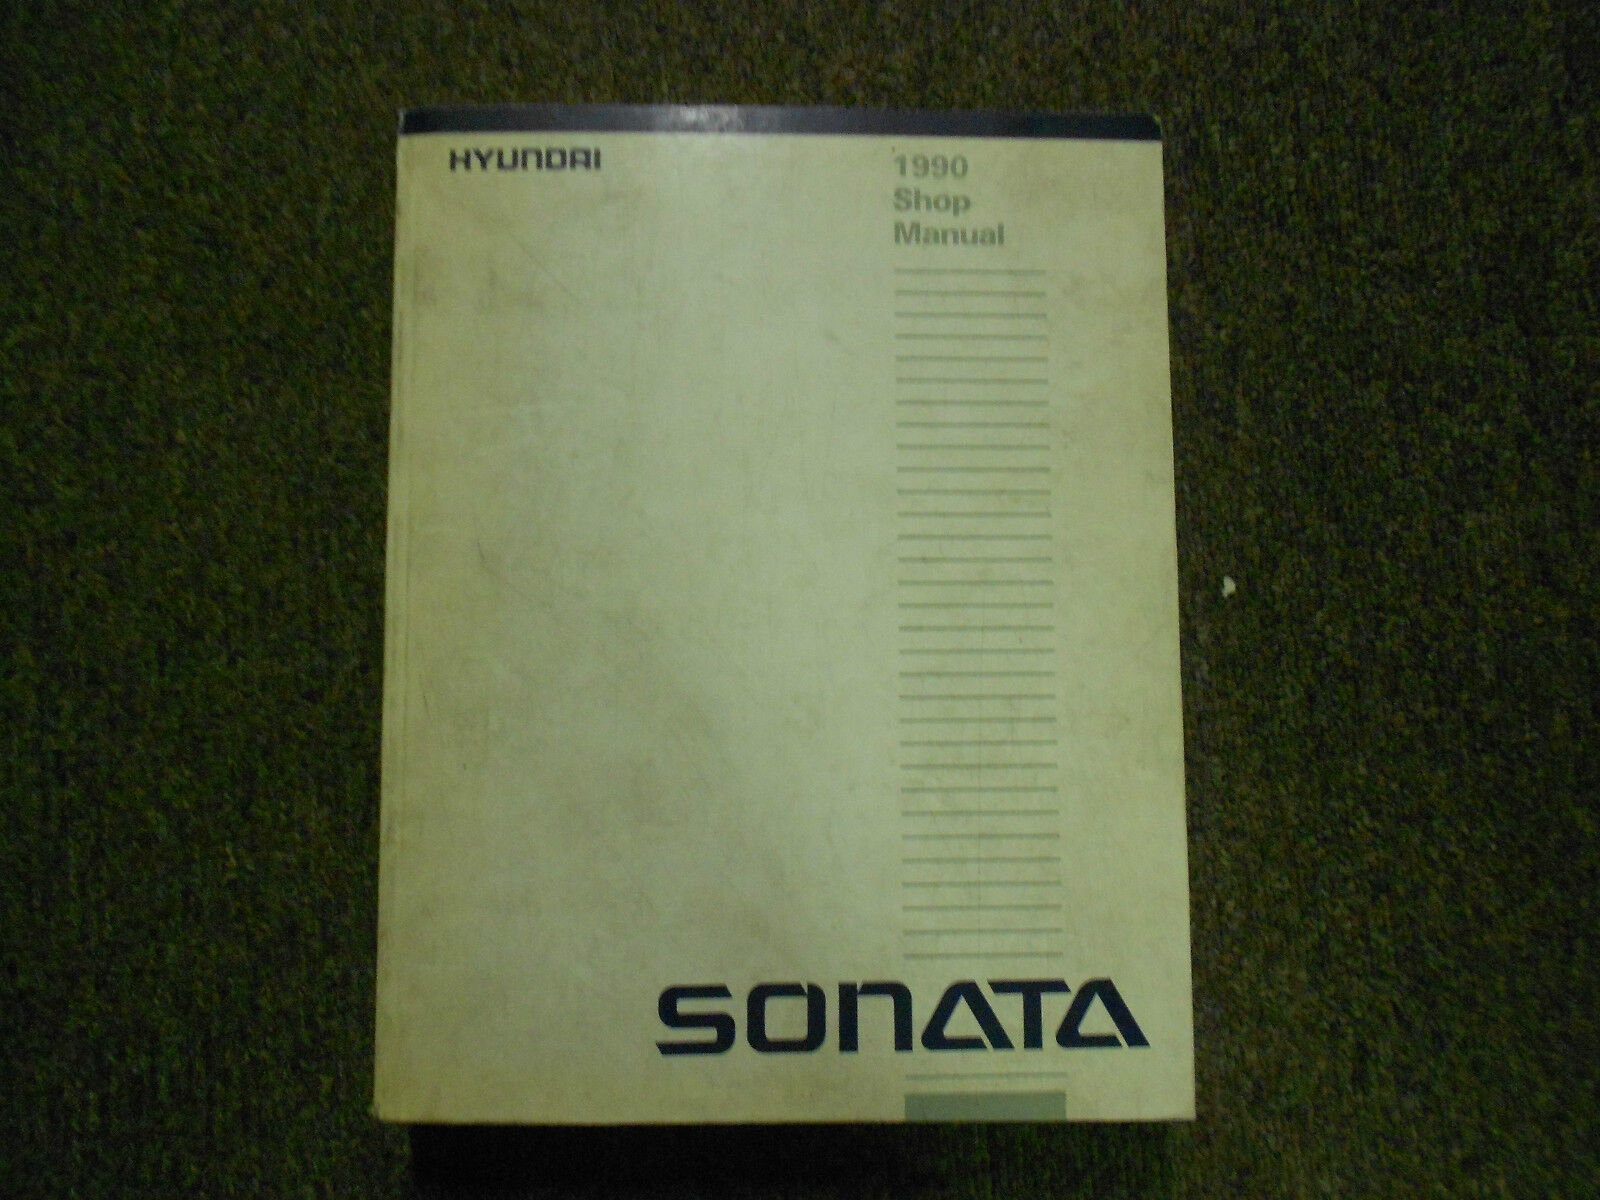 HYUNDAI
1990
Shop
Manual
SONATA